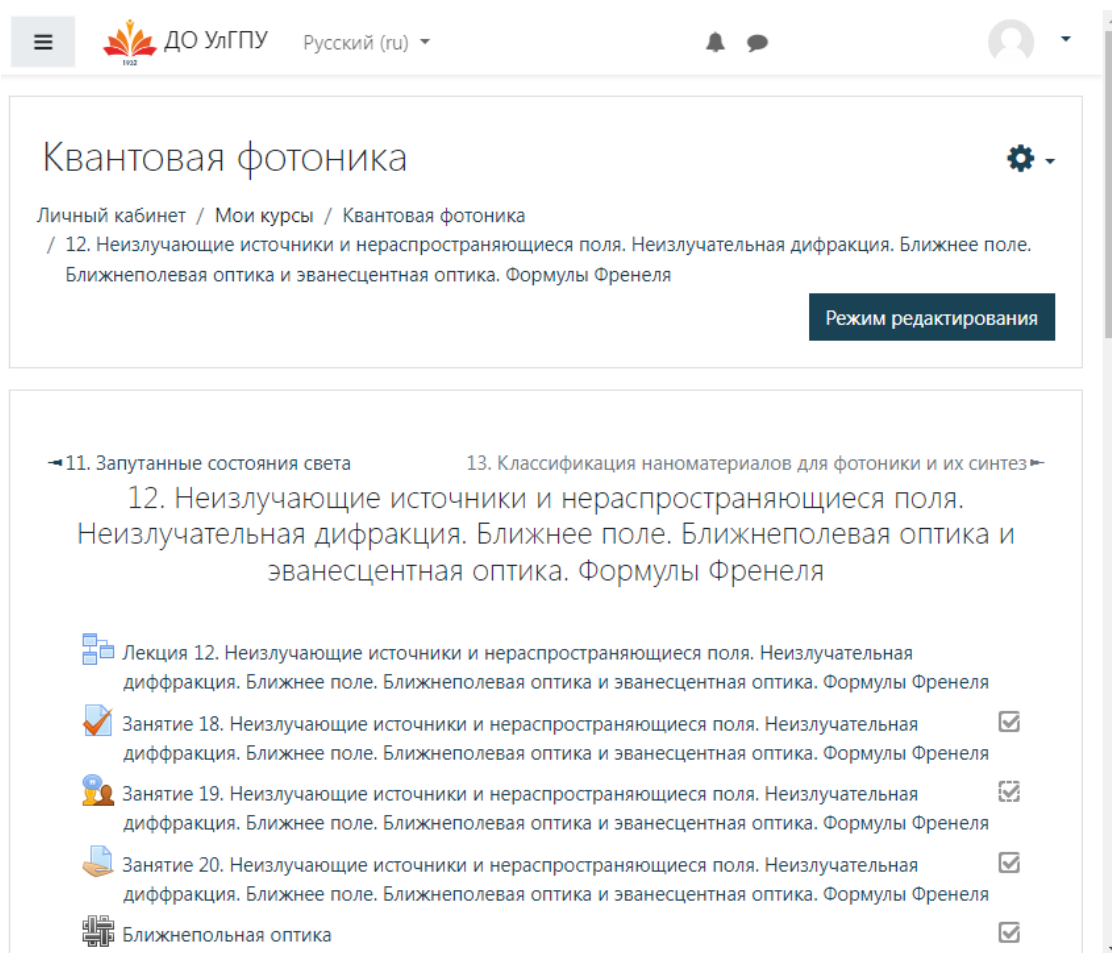 ДО УлГПУ
Русский (ru)
1932
Квантовая фотоника
Личный кабинет / Мои курсы / Квантовая фотоника
/ 12. Неизлучающие источники и нераспространяющиеся поля. Неизлучательная дифракция. Ближнее поле.
Ближнеполевая оптика и эванесцентная оптика. Формулы Френеля
Режим редактирования
11. Запутанные состояния света
13. Классификация наноматериалов для фотоники и их синтез
12. Неизлучающие источники и нераспространяющиеся поля.
Неизлучательная дифракция. Ближнее поле. Ближнеполевая оптика и
эванесцентная оптика. Формулы Френеля
Лекция 12. Неизлучающие источники и нераспространяющиеся поля. Неизлучательная
диффракция. Ближнее поле. Ближнеполевая оптика и эванесцентная оптика. Формулы Френеля
Занятие 18. Неизлучающие источники и нераспространяющиеся поля. Неизлучательная
диффракция. Ближнее поле. Ближнеполевая оптика и эванесцентная оптика. Формулы Френеля
Занятие 19. Неизлучающие источники и нераспространяющиеся поля. Неизлучательная
диффракция. Ближнее поле. Ближнеполевая оптика и эванесцентная оптика. Формулы Френеля
Занятие 20. Неизлучающие источники и нераспространяющиеся поля. Неизлучательная
диффракция. Ближнее поле. Ближнеполевая оптика и эванесцентная оптика. Формулы Френеля
Ближнепольная оптика